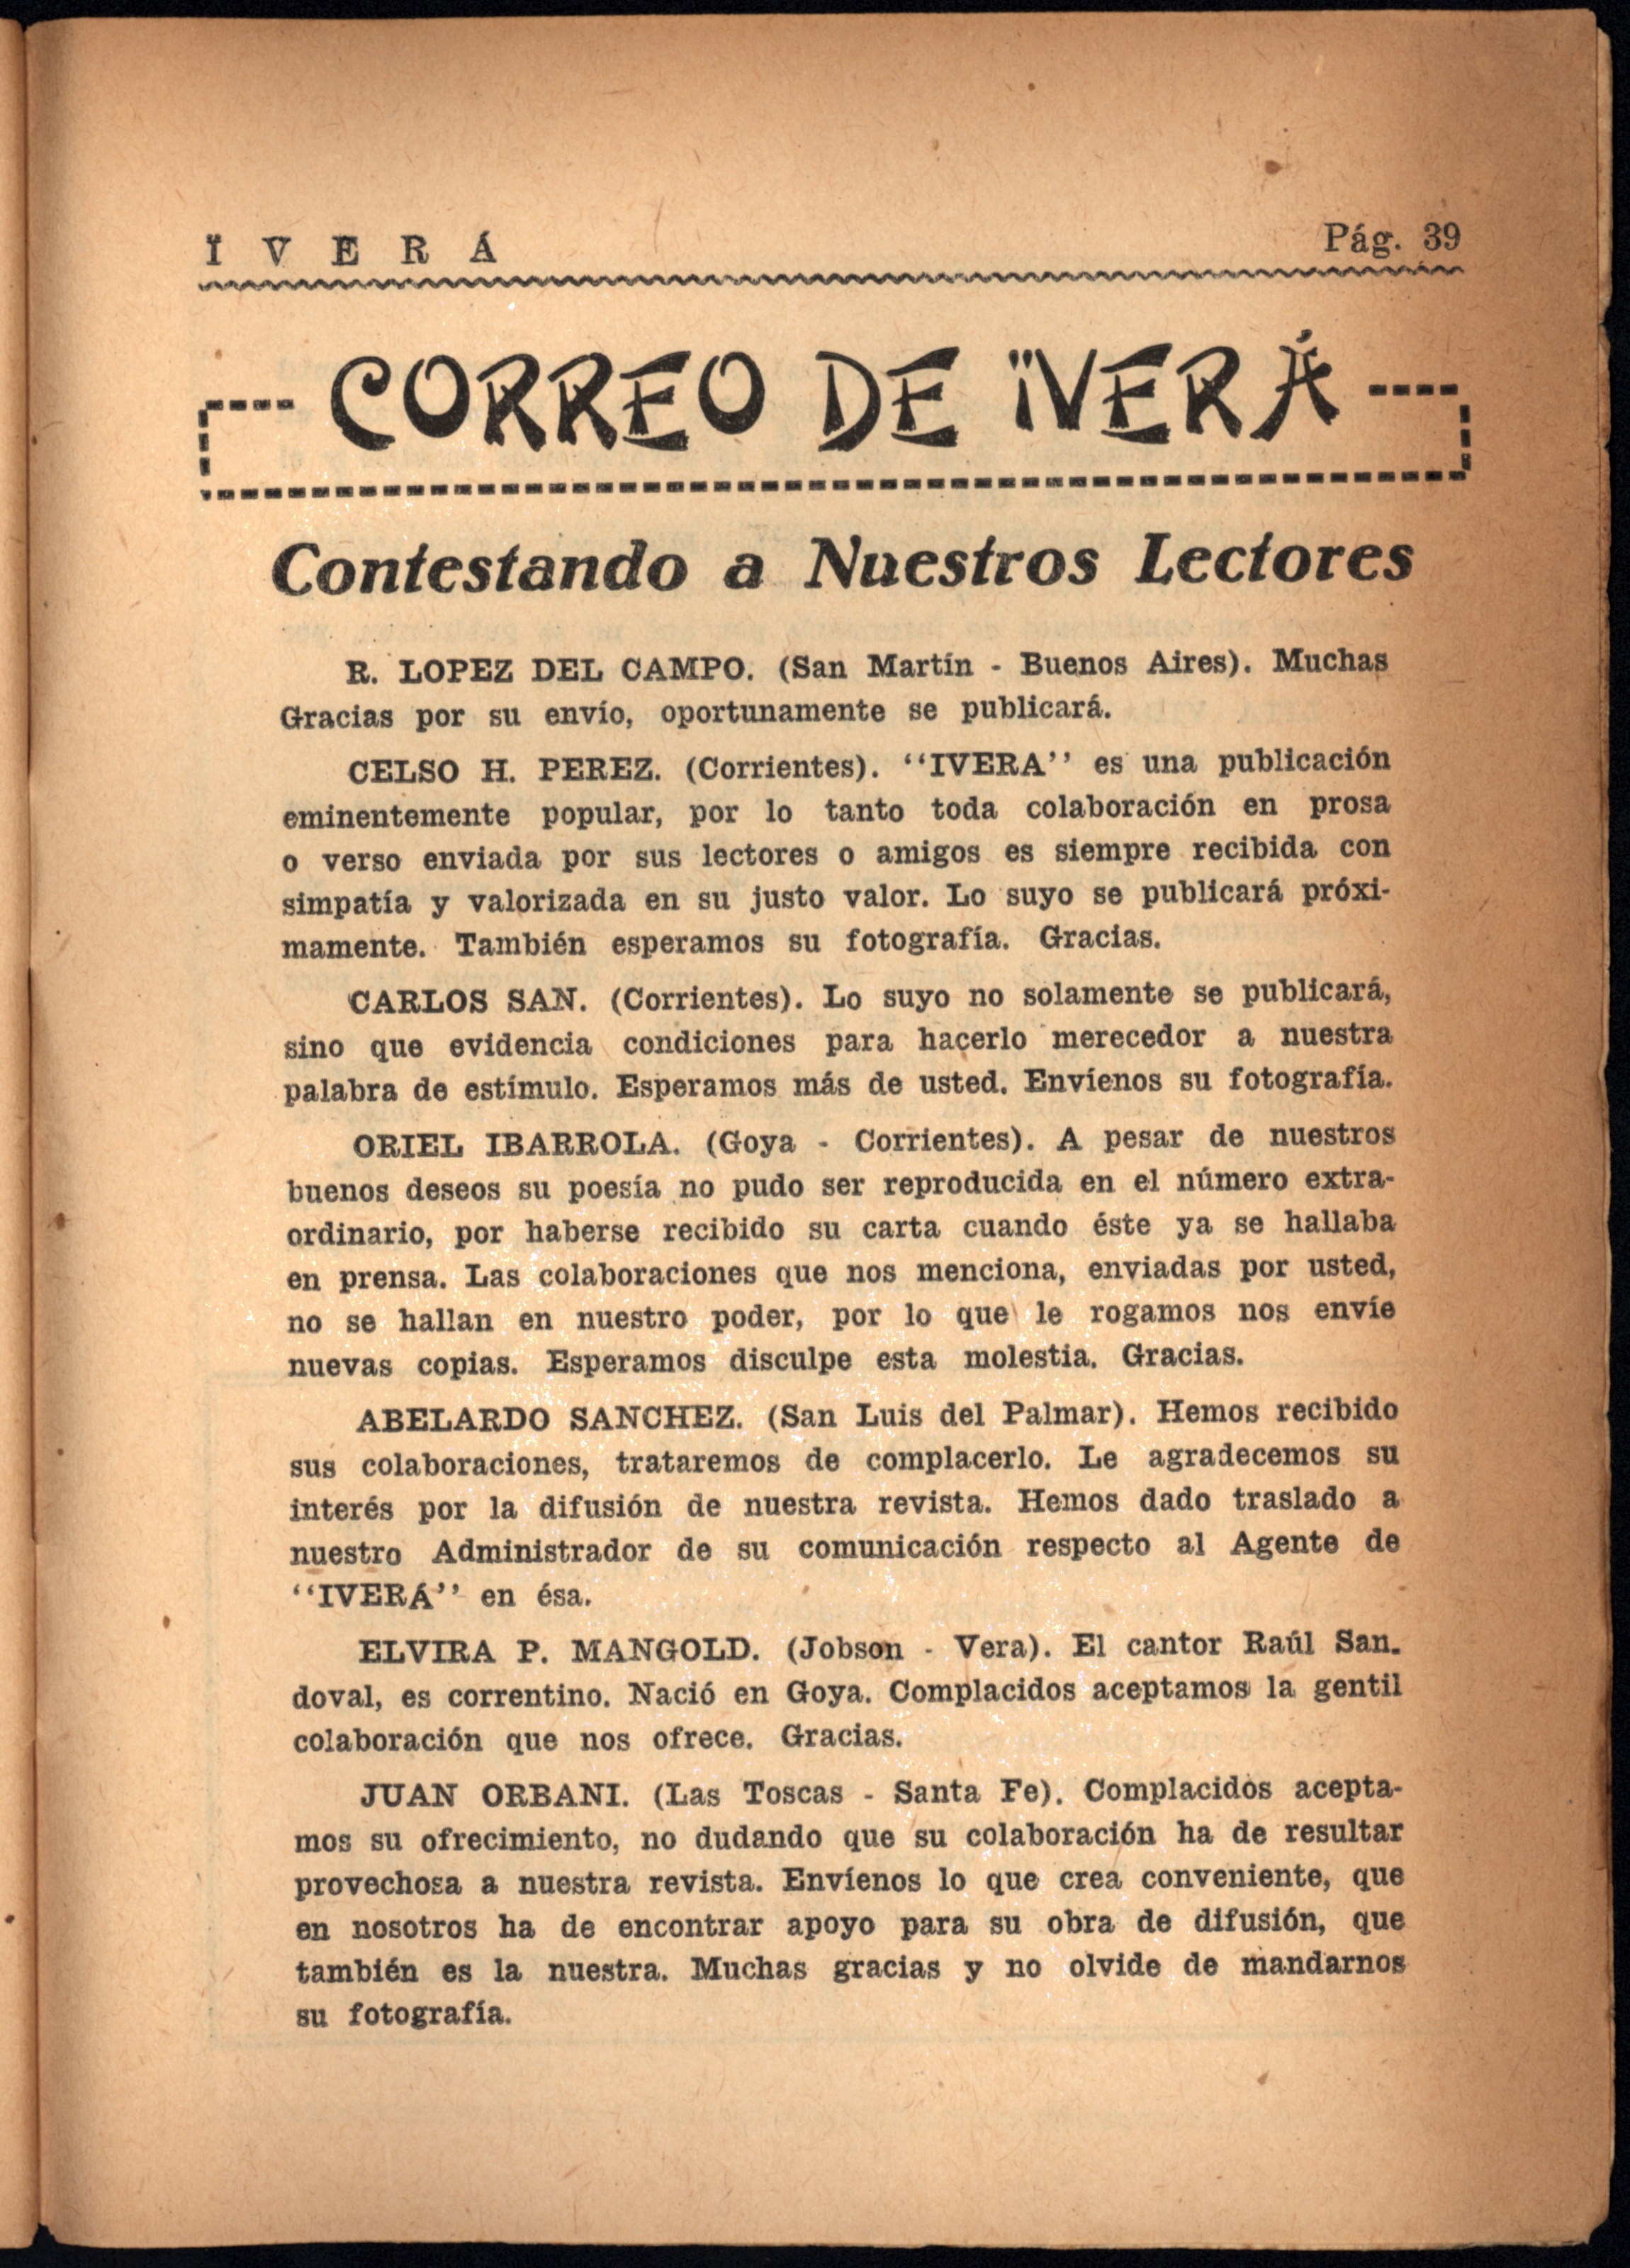 Ï V E R Á
Pág. 39
CORREO DE ÏVERÁ
Contestando a Nuestros Lectores
R. LOPEZ DEL CAMPO. (San Martín - Buenos Aires). Muchas
Gracias por su envío, oportunamente se publicará.
CELSO H. PEREZ. (Corrientes). ‘‘IVERA’’ es una publicación
eminentemente popular, por lo tanto toda colaboración en prosa
o verso enviada por sus lectores o amigos es siempre recibida con
simpatía y valorizada en su justo valor. Lo suyo se publicará próxi-
mamente. También esperamos su fotografía. Gracias.
CARLOS SAN. (Corrientes). Lo suyo no solamente se publicará,
sino que evidencia condiciones para hacerlo merecedor a nuestra
palabra de estímulo. Esperamos más de usted. Envíenos su fotografía.
ORIEL IBARROLA. (Goya - Corrientes). A pesar de nuestros
buenos deseos su poesía no pudo ser reproducida en el número extra-
ordinario, por haberse recibido su carta cuando éste ya se hallaba
en prensa. Las colaboraciones que nos menciona, enviadas por usted,
no se hallan en nuestro poder, por lo que le rogamos nos envíe
nuevas copias. Esperamos disculpe esta molestia. Gracias.
ABELARDO SANCHEZ. (San Luis del Palmar). Hemos recibido
sus colaboraciones, trataremos de complacerlo. Le agradecemos su
interés por la difusión de nuestra revista. Hemos dado traslado a
nuestro Administrador de su comunicación respecto al Agente de
‘‘IVERÁ’’ en ésa.
ELVIRA P. MANGOLD. (Jobson - Vera). El cantor Raúl San-
doval, es correntino. Nació en Goya. Complacidos aceptamos la gentil
colaboración que nos ofrece. Gracias.
JUAN ORBANI. (Las Toscas - Santa Fe). Complacidos acepta-
mos su ofrecimiento, no dudando que su colaboración ha de resultar
provechosa a nuestra revista. Envíenos lo que crea conveniente, que
en nosotros ha de encontrar apoyo para su obra de difusión, que
también es la nuestra. Muchas gracias y no olvide de mandarnos
su fotografía.